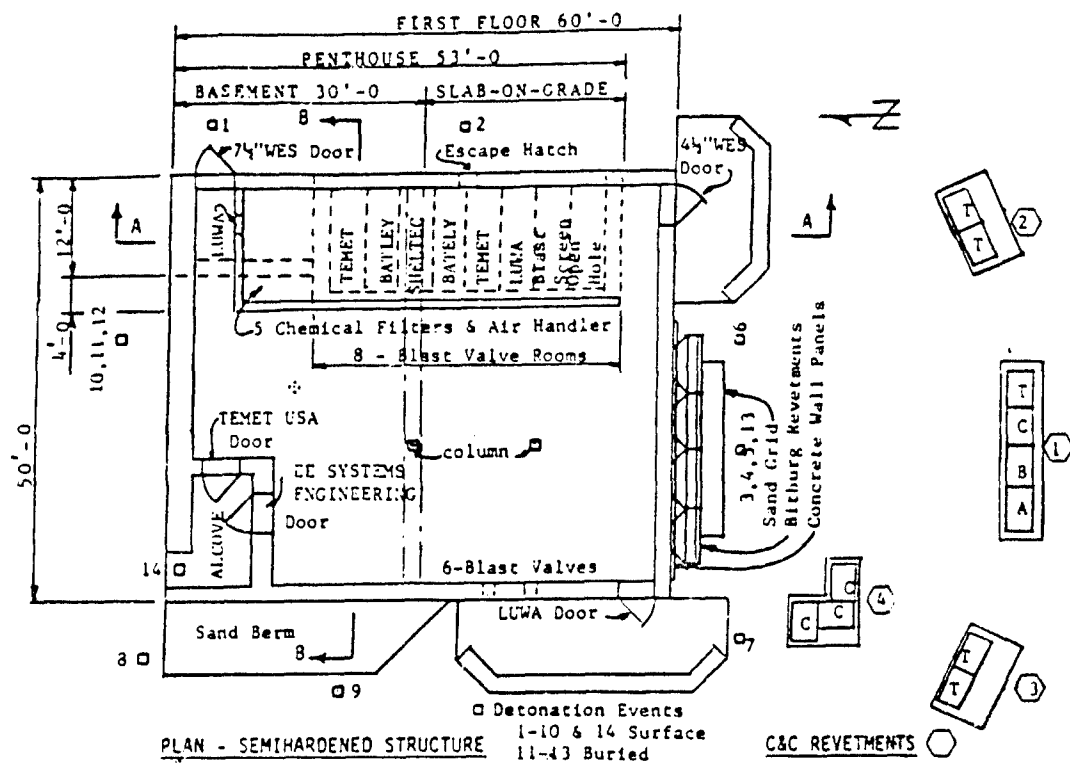 FIRST FLOOR 60'-0
PENTHOUSE 53'-0
BASEMENT 30'-0
SLAB-ON-GRADE
1
B
2
N
7½"WES Door
Escape Hatch
4½"WES
Door
A
A
12'-0
4'-0
50'-0
10,11,12
LUWA
TEMET
BATLEY
SHELTEC
BATELY
TEMET
LUWA
Blast
Screen
Open
Hole
T
T
2
5 Chemical Filters & Air Handler
8 - Blast Valve Rooms
6
TEMET USA
Door
column
EE SYSTEMS
ENGINEERING
Door
ALCOVE
14
3,4,5,13
Sand Grid
Bitburg Revetments
Concrete Wall Panels
T
C
B
A
1
6-Blast Valves
LUWA Door
C
C
C
4
Sand Berm
B
7
8
9
T
T
3
Detonation Events
1-10 & 14 Surface
11-13 Buried
PLAN - SEMIHARDENED STRUCTURE
C&C REVETMENTS